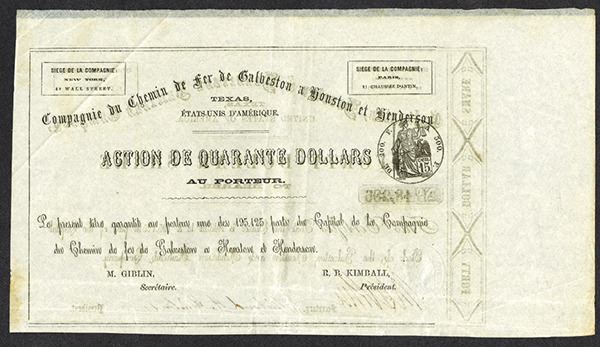 SIEGE DE LA COMPAGNIE:
NEW YORK,
WALL STREET.
SIEGE DE LA COMPAGNIE:
PARIS,
CHAUSSÉE D'ANTIN,
Compagnie du Chemin de Fer de Galveston a Houston et Henderson
TEXAS,
ÉTATS-UNIS D'AMÉRIQUE.
ACTION DE QUARANTE DOLLARS
AU PORTEUR.
Le présent titre garantit au porteur une des 195,125 parts du Capital de la Compagnie
du Chemin de fer de Galveston a Houston et Henderson.
M. GIBLIN,
Secrétaire.
R. B. KIMBALL,
Président.